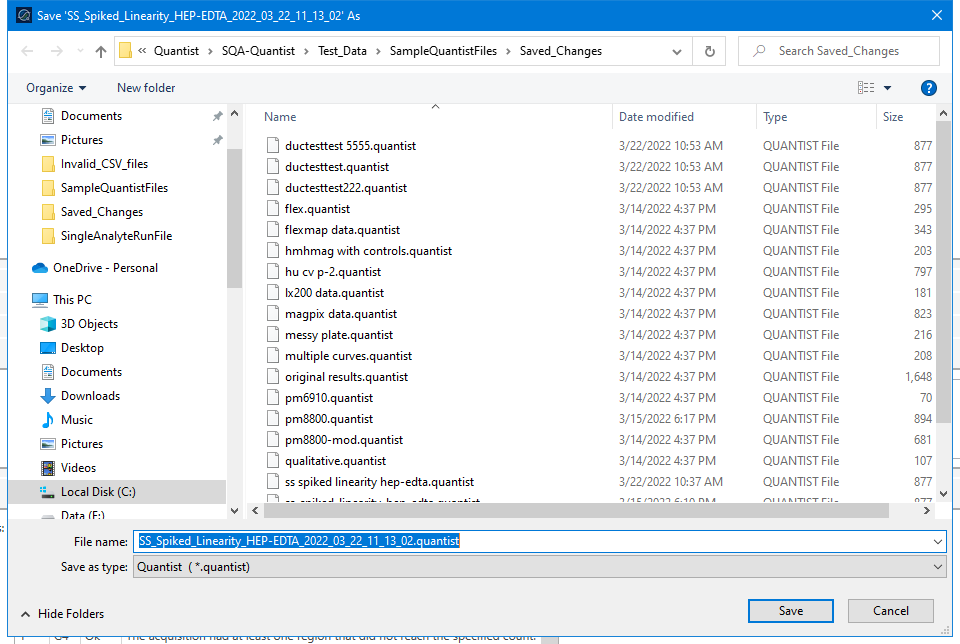 Save 'SS_Spiked_Linearity_HEP-EDTA_2022_03_22_11_13_02' As
« Quantist › SQA-Quantist › Test_Data › SampleQuantistFiles › Saved_Changes
Search Saved_Changes
Organize New folder
Documents
Pictures
Invalid_CSV_files
SampleQuantistFiles
Saved_Changes
SingleAnalyteRunFile
OneDrive - Personal
This PC
3D Objects
Desktop
Documents
Downloads
Music
Pictures
Videos
Local Disk (C:)
Data (F:)
Name Date modified Type Size
ductesttest 5555.quantist 3/22/2022 10:53 AM QUANTIST File 877
ductesttest.quantist 3/22/2022 10:53 AM QUANTIST File 877
ductesttest222.quantist 3/22/2022 10:53 AM QUANTIST File 877
flex.quantist 3/14/2022 4:37 PM QUANTIST File 295
flexmap data.quantist 3/14/2022 4:37 PM QUANTIST File 343
hmhmag with controls.quantist 3/14/2022 4:37 PM QUANTIST File 203
hu cv p-2.quantist 3/14/2022 4:37 PM QUANTIST File 797
lx200 data.quantist 3/14/2022 4:37 PM QUANTIST File 181
magpix data.quantist 3/14/2022 4:37 PM QUANTIST File 823
messy plate.quantist 3/14/2022 4:37 PM QUANTIST File 216
multiple curves.quantist 3/14/2022 4:37 PM QUANTIST File 208
original results.quantist 3/14/2022 4:37 PM QUANTIST File 1,648
pm6910.quantist 3/14/2022 4:37 PM QUANTIST File 70
pm8800.quantist 3/15/2022 6:17 PM QUANTIST File 894
pm8800-mod.quantist 3/14/2022 4:37 PM QUANTIST File 681
qualitative.quantist 3/14/2022 4:37 PM QUANTIST File 107
ss spiked linearity hep-edta.quantist 3/22/2022 10:37 AM QUANTIST File 877
ss_spiked_linearity_hep-edta.quantist 3/15/2022 6:10 PM QUANTIST File 877
File name: SS_Spiked_Linearity_HEP-EDTA_2022_03_22_11_13_02.quantist
Save as type: Quantist ( *.quantist)
Hide Folders
Save Cancel
The acquisition had at least one region that did not reach the specified count.